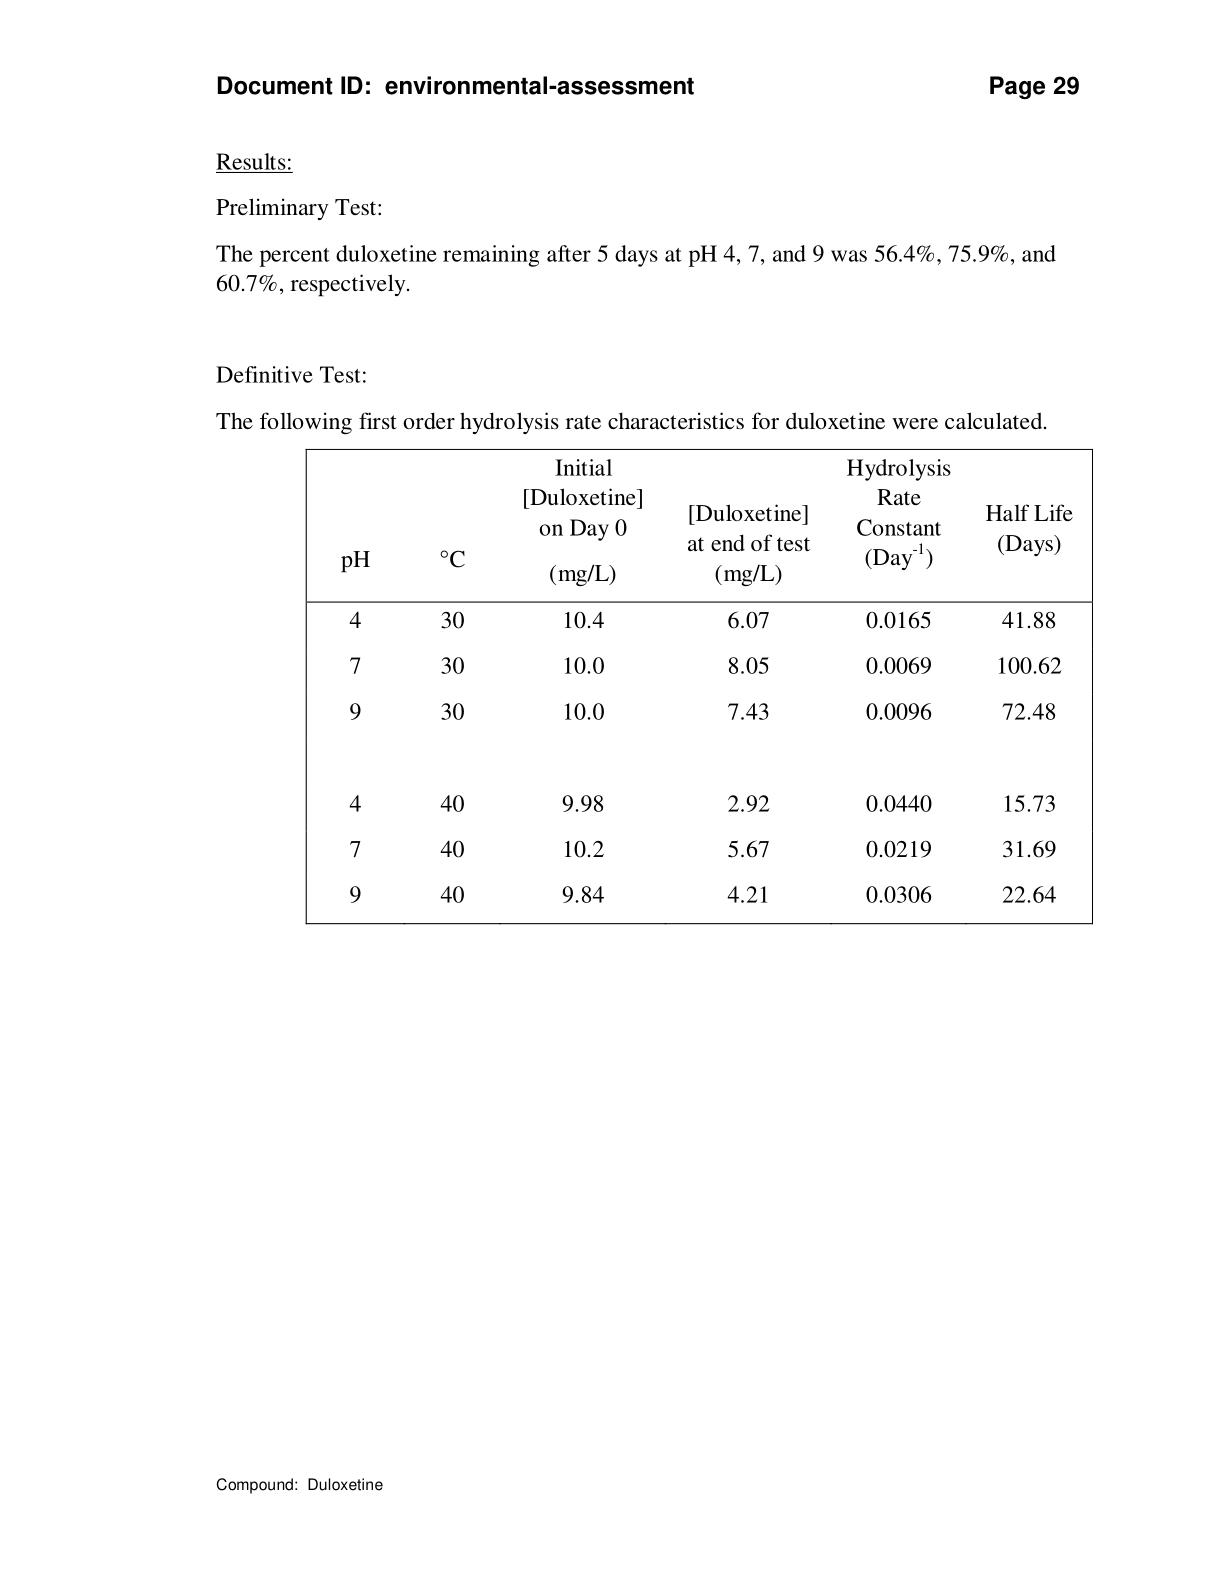 Document ID: environmental-assessment Page 29
Results:
Preliminary Test:
The percent duloxetine remaining after 5 days at pH 4, 7, and 9 was 56.4%, 75.9%, and
60.7%, respectively.
Definitive Test:
The following first order hydrolysis rate characteristics for duloxetine were calculated.
pH °C Initial [Duloxetine] on Day 0 (mg/L) [Duloxetine] at end of test (mg/L) Hydrolysis Rate Constant (Day⁻¹) Half Life (Days)
4 30 10.4 6.07 0.0165 41.88
7 30 10.0 8.05 0.0069 100.62
9 30 10.0 7.43 0.0096 72.48
4 40 9.98 2.92 0.0440 15.73
7 40 10.2 5.67 0.0219 31.69
9 40 9.84 4.21 0.0306 22.64
Compound: Duloxetine